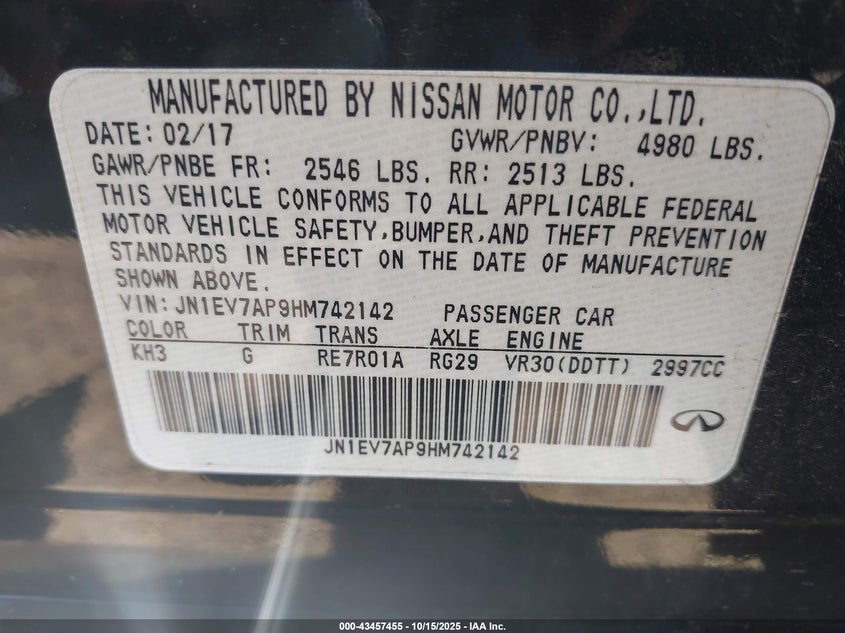 MANUFACTURED BY NISSAN MOTOR CO.,LTD.
DATE: 02/17 GVWR/PNBV: 4980 LBS.
GAWR/PNBE FR: 2546 LBS. RR: 2513 LBS.
THIS VEHICLE CONFORMS TO ALL APPLICABLE FEDERAL
MOTOR VEHICLE SAFETY,BUMPER,AND THEFT PREVENTION
STANDARDS IN EFFECT ON THE DATE OF MANUFACTURE
SHOWN ABOVE.
VIN: JN1EV7AP9HM742142 PASSENGER CAR
COLOR TRIM TRANS AXLE ENGINE
KH3 G RE7R01A RG29 VR30(DDTT) 2997CC
JN1EV7AP9HM742142
000-43457455 - 10/15/2025 - IAA Inc.